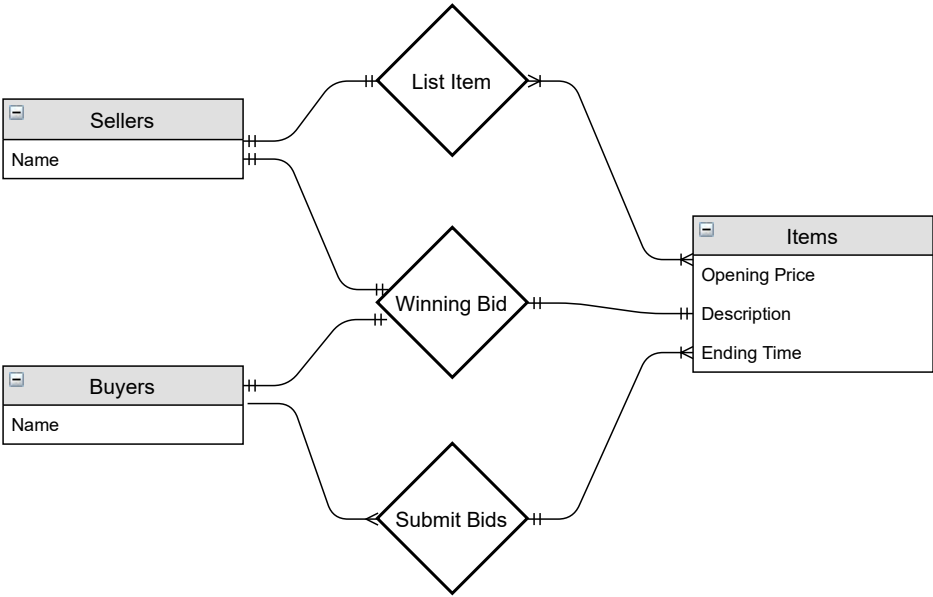 List Item
Sellers
Name
Items
Opening Price
Description
Ending Time
Winning Bid
Buyers
Name
Submit Bids